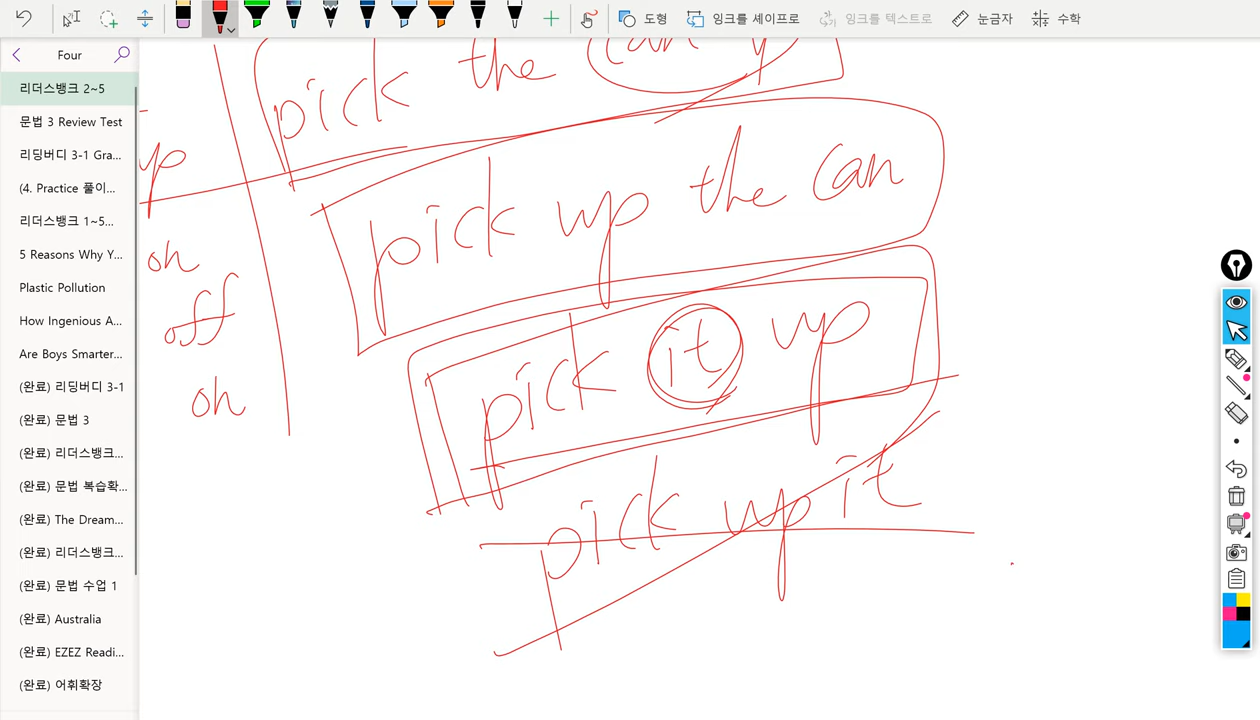 도형
잉크를 셰이프로
잉크를 텍스트로
눈금자
수학
Four
리더스뱅크 2~5
문법 3 Review Test
리딩버디 3-1 Gra...
(4. Practice 풀이...
리더스뱅크 1~5...
5 Reasons Why Y...
Plastic Pollution
How Ingenious A...
Are Boys Smarter...
(완료) 리딩버디 3-1
(완료) 문법 3
(완료) 리더스뱅크...
(완료) 문법 복습확...
(완료) The Dream...
(완료) 리더스뱅크...
(완료) 문법 수업 1
(완료) Australia
(완료) EZEZ Readi...
(완료) 어휘확장
up
on
off
on
pick the can up
pick up the can
pick it up
pick up it